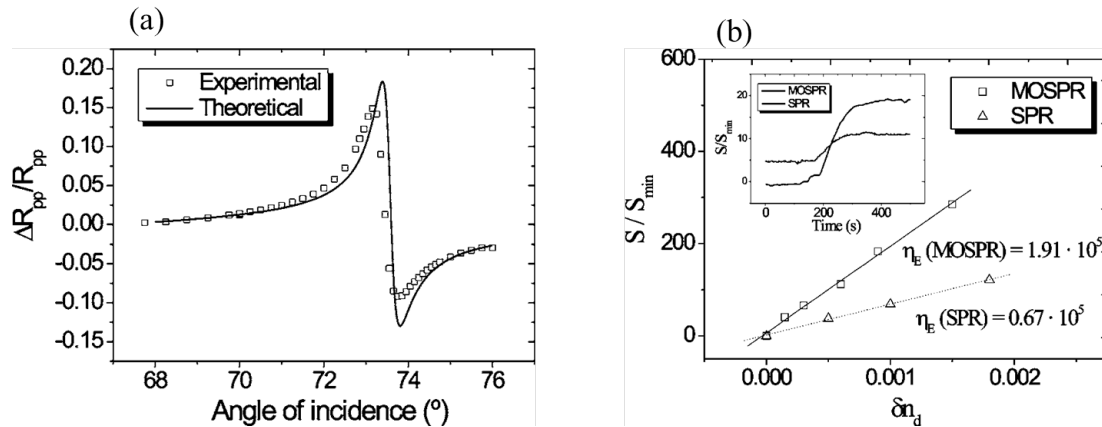 (a)
0.20
0.15
0.10
0.05
0.00
-0.05
-0.10
-0.15
ΔRpp/Rpp
Experimental
Theoretical
68 70 72 74 76
Angle of incidence (º)
(b)
600
400
200
0
S / Smin
MOSPR
SPR
20
10
0
S/Smin
MOSPR
SPR
0 200 400
Time (s)
ηE (MOSPR) = 1.91 · 10⁵
ηE (SPR) = 0.67 · 10⁵
0.000 0.001 0.002
δnd